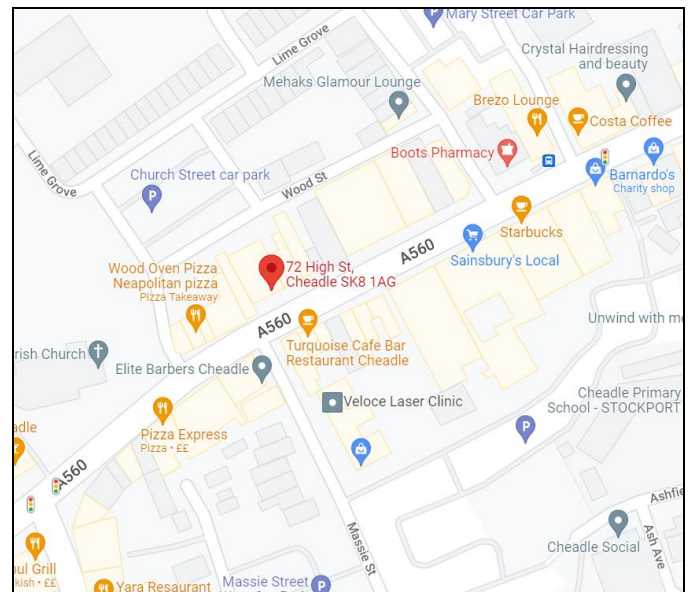 Mary Street Car Park
Lime Grove
Crystal Hairdressing
and beauty
Mehaks Glamour Lounge
Brezo Lounge
Costa Coffee
Boots Pharmacy
Lime Grove
Church Street car park
Wood St
Barnardo's
Charity shop
Starbucks
A560
Sainsbury's Local
72 High St,
Cheadle SK8 1AG
Wood Oven Pizza
Neapolitan pizza
Pizza Takeaway
A560
Unwind with m
Turquoise Cafe Bar
Restaurant Cheadle
rish Church
Elite Barbers Cheadle
Veloce Laser Clinic
Cheadle Primary
School - STOCKPORT
P
adle
Pizza Express
Pizza • ££
A560
Ashfie
Massie St
Ash Ave
Cheadle Social
oul Grill
kish • ££
Yara Resaurant
Massie Street